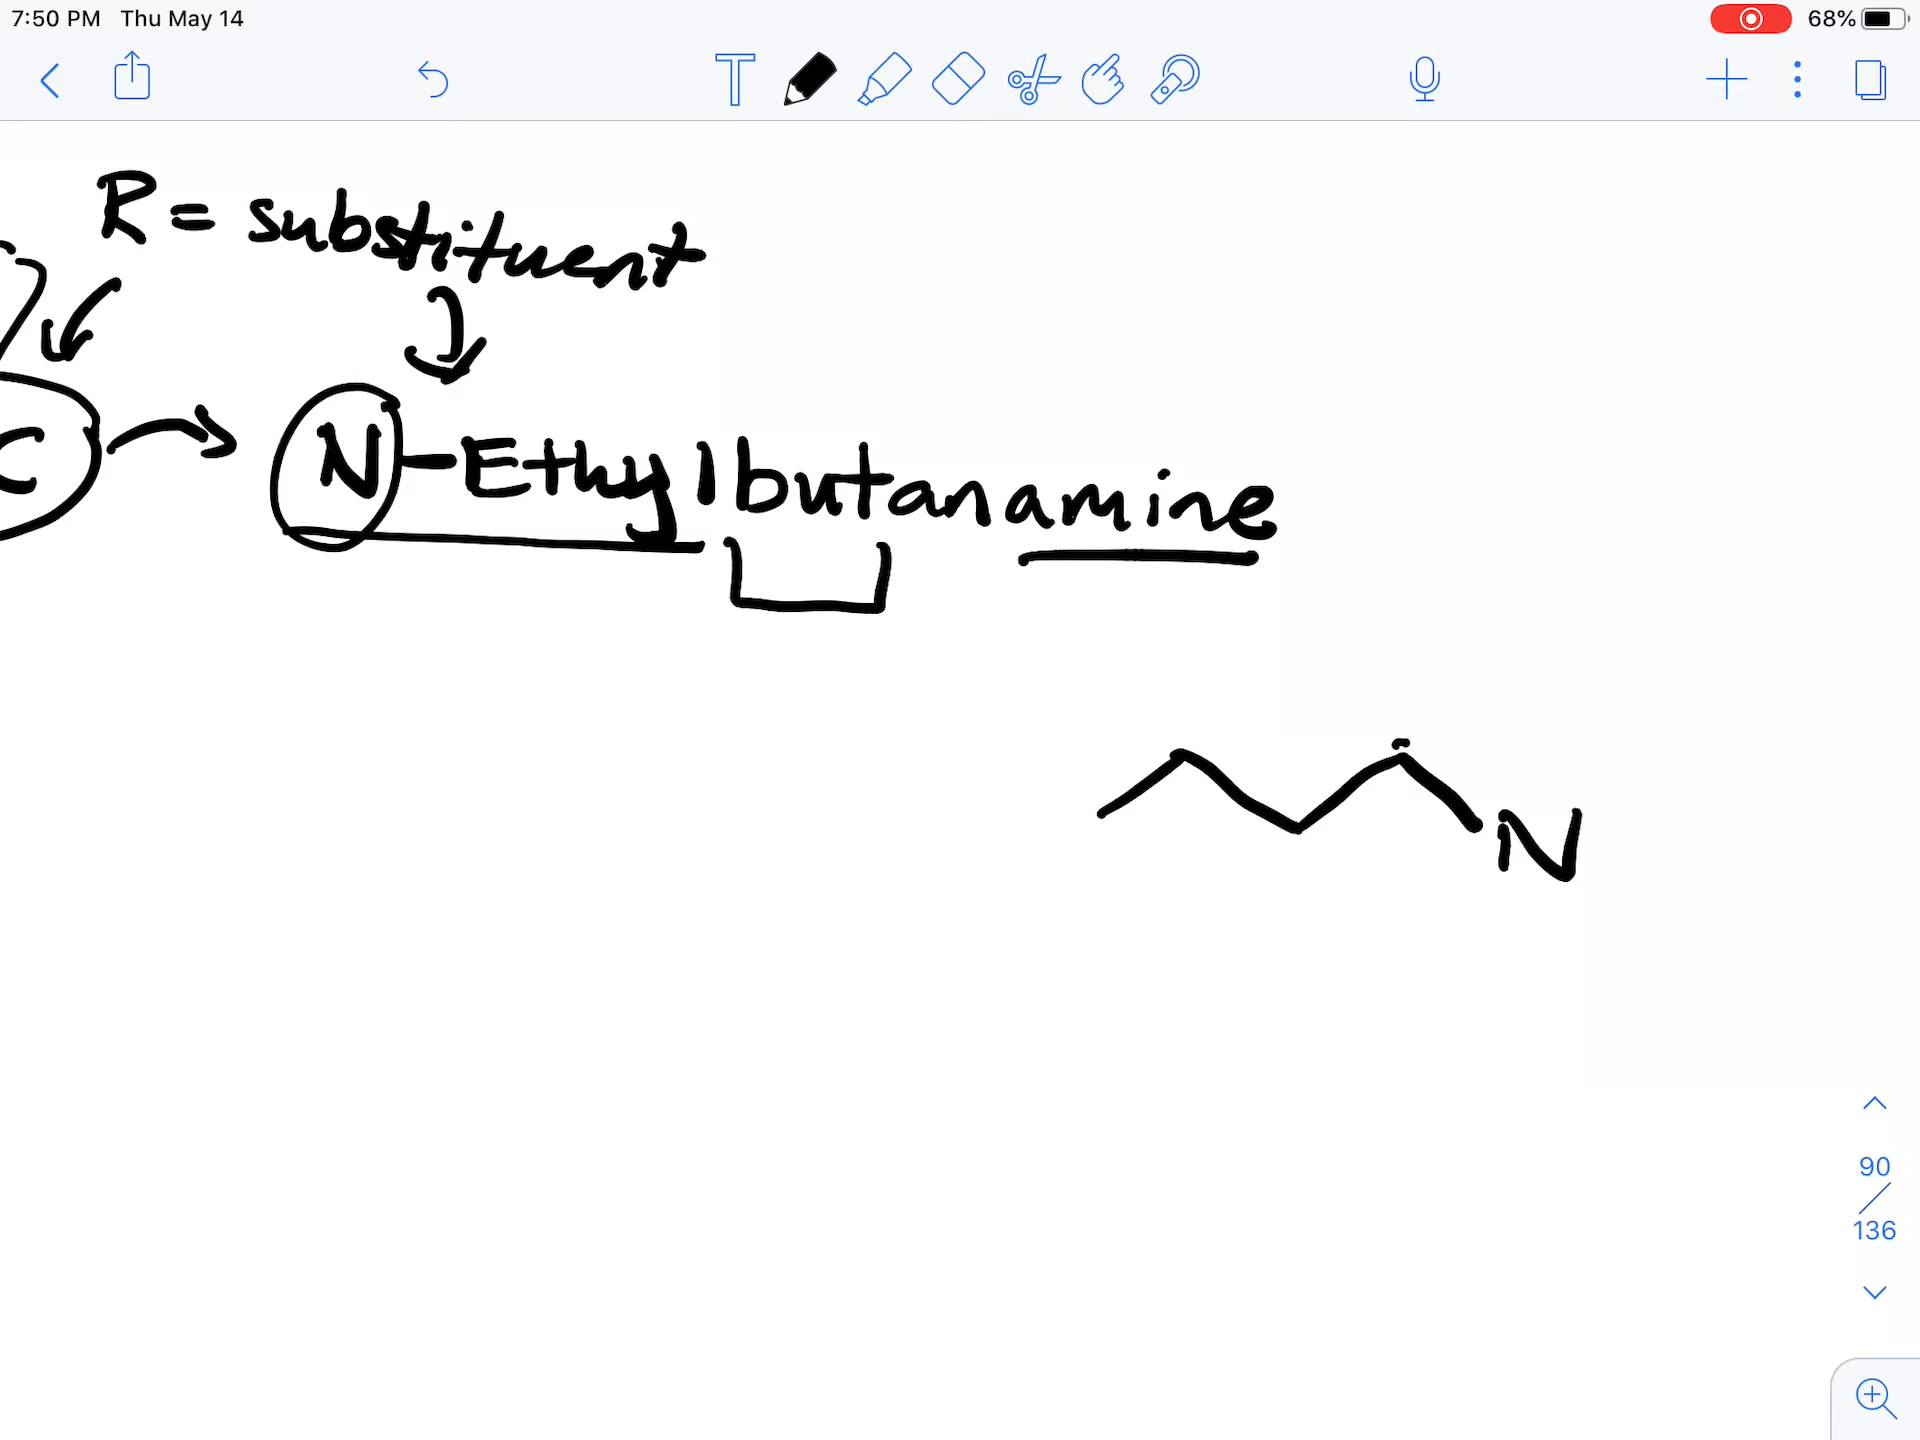 7:50 PM Thu May 14
68%
T
R = substituent
C
N-Ethylbutanamine
N
90
/
136